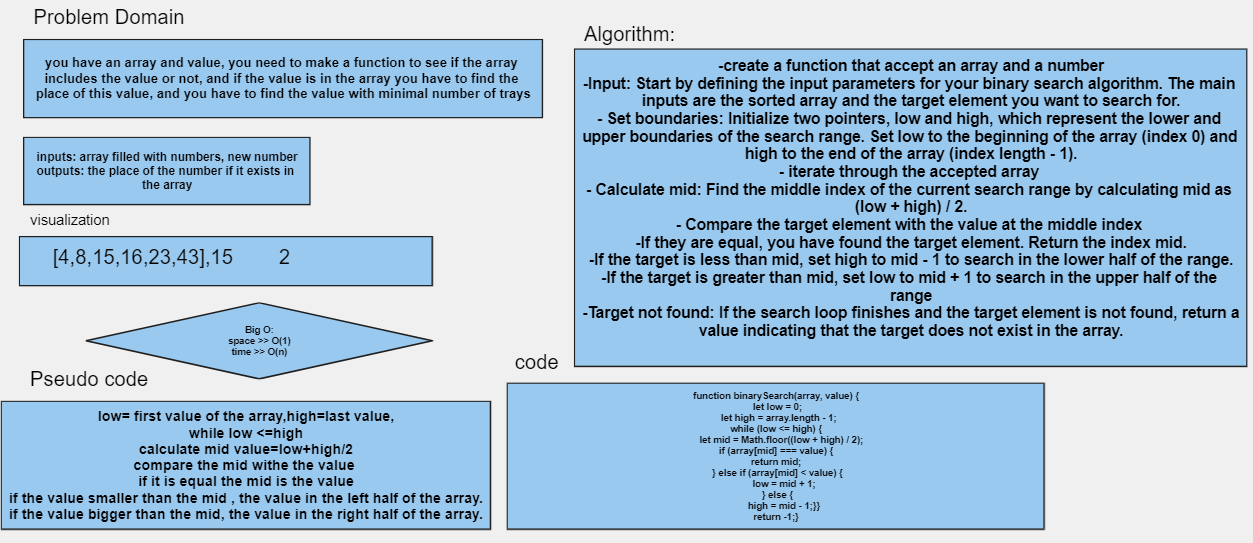 Problem Domain
you have an array and value, you need to make a function to see if the array
includes the value or not, and if the value is in the array you have to find the
place of this value, and you have to find the value with minimal number of trays
inputs: array filled with numbers, new number
outputs: the place of the number if it exists in
the array
visualization
[4,8,15,16,23,43],15 2
Big O:
space >> O(1)
time >> O(n)
Pseudo code
low= first value of the array,high=last value,
while low <=high
calculate mid value=low+high/2
compare the mid withe the value
if it is equal the mid is the value
if the value smaller than the mid , the value in the left half of the array.
if the value bigger than the mid, the value in the right half of the array.
Algorithm:
-create a function that accept an array and a number
-Input: Start by defining the input parameters for your binary search algorithm. The main
inputs are the sorted array and the target element you want to search for.
- Set boundaries: Initialize two pointers, low and high, which represent the lower and
upper boundaries of the search range. Set low to the beginning of the array (index 0) and
high to the end of the array (index length - 1).
- iterate through the accepted array
- Calculate mid: Find the middle index of the current search range by calculating mid as
(low + high) / 2.
- Compare the target element with the value at the middle index
-If they are equal, you have found the target element. Return the index mid.
-If the target is less than mid, set high to mid - 1 to search in the lower half of the range.
-If the target is greater than mid, set low to mid + 1 to search in the upper half of the
range
-Target not found: If the search loop finishes and the target element is not found, return a
value indicating that the target does not exist in the array.
code
function binarySearch(array, value) {
let low = 0;
let high = array.length - 1;
while (low <= high) {
let mid = Math.floor((low + high) / 2);
if (array[mid] === value) {
return mid;
} else if (array[mid] < value) {
low = mid + 1;
} else {
high = mid - 1;}}
return -1;}